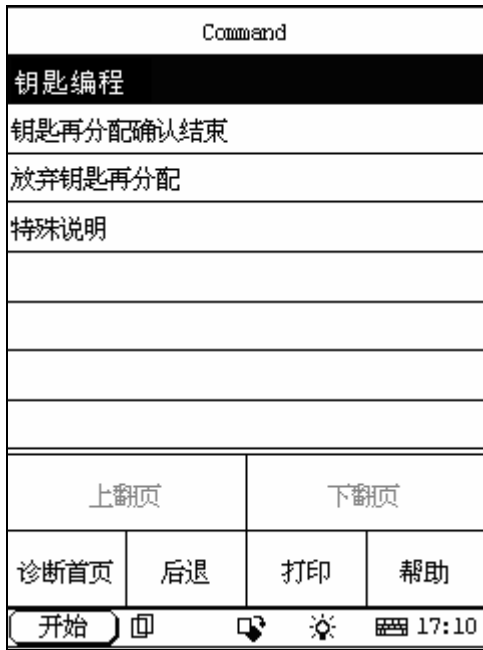 Command
钥匙编程
钥匙再分配确认结束
放弃钥匙再分配
特殊说明
上翻页 下翻页
诊断首页 后退 打印 帮助
开始 17:10